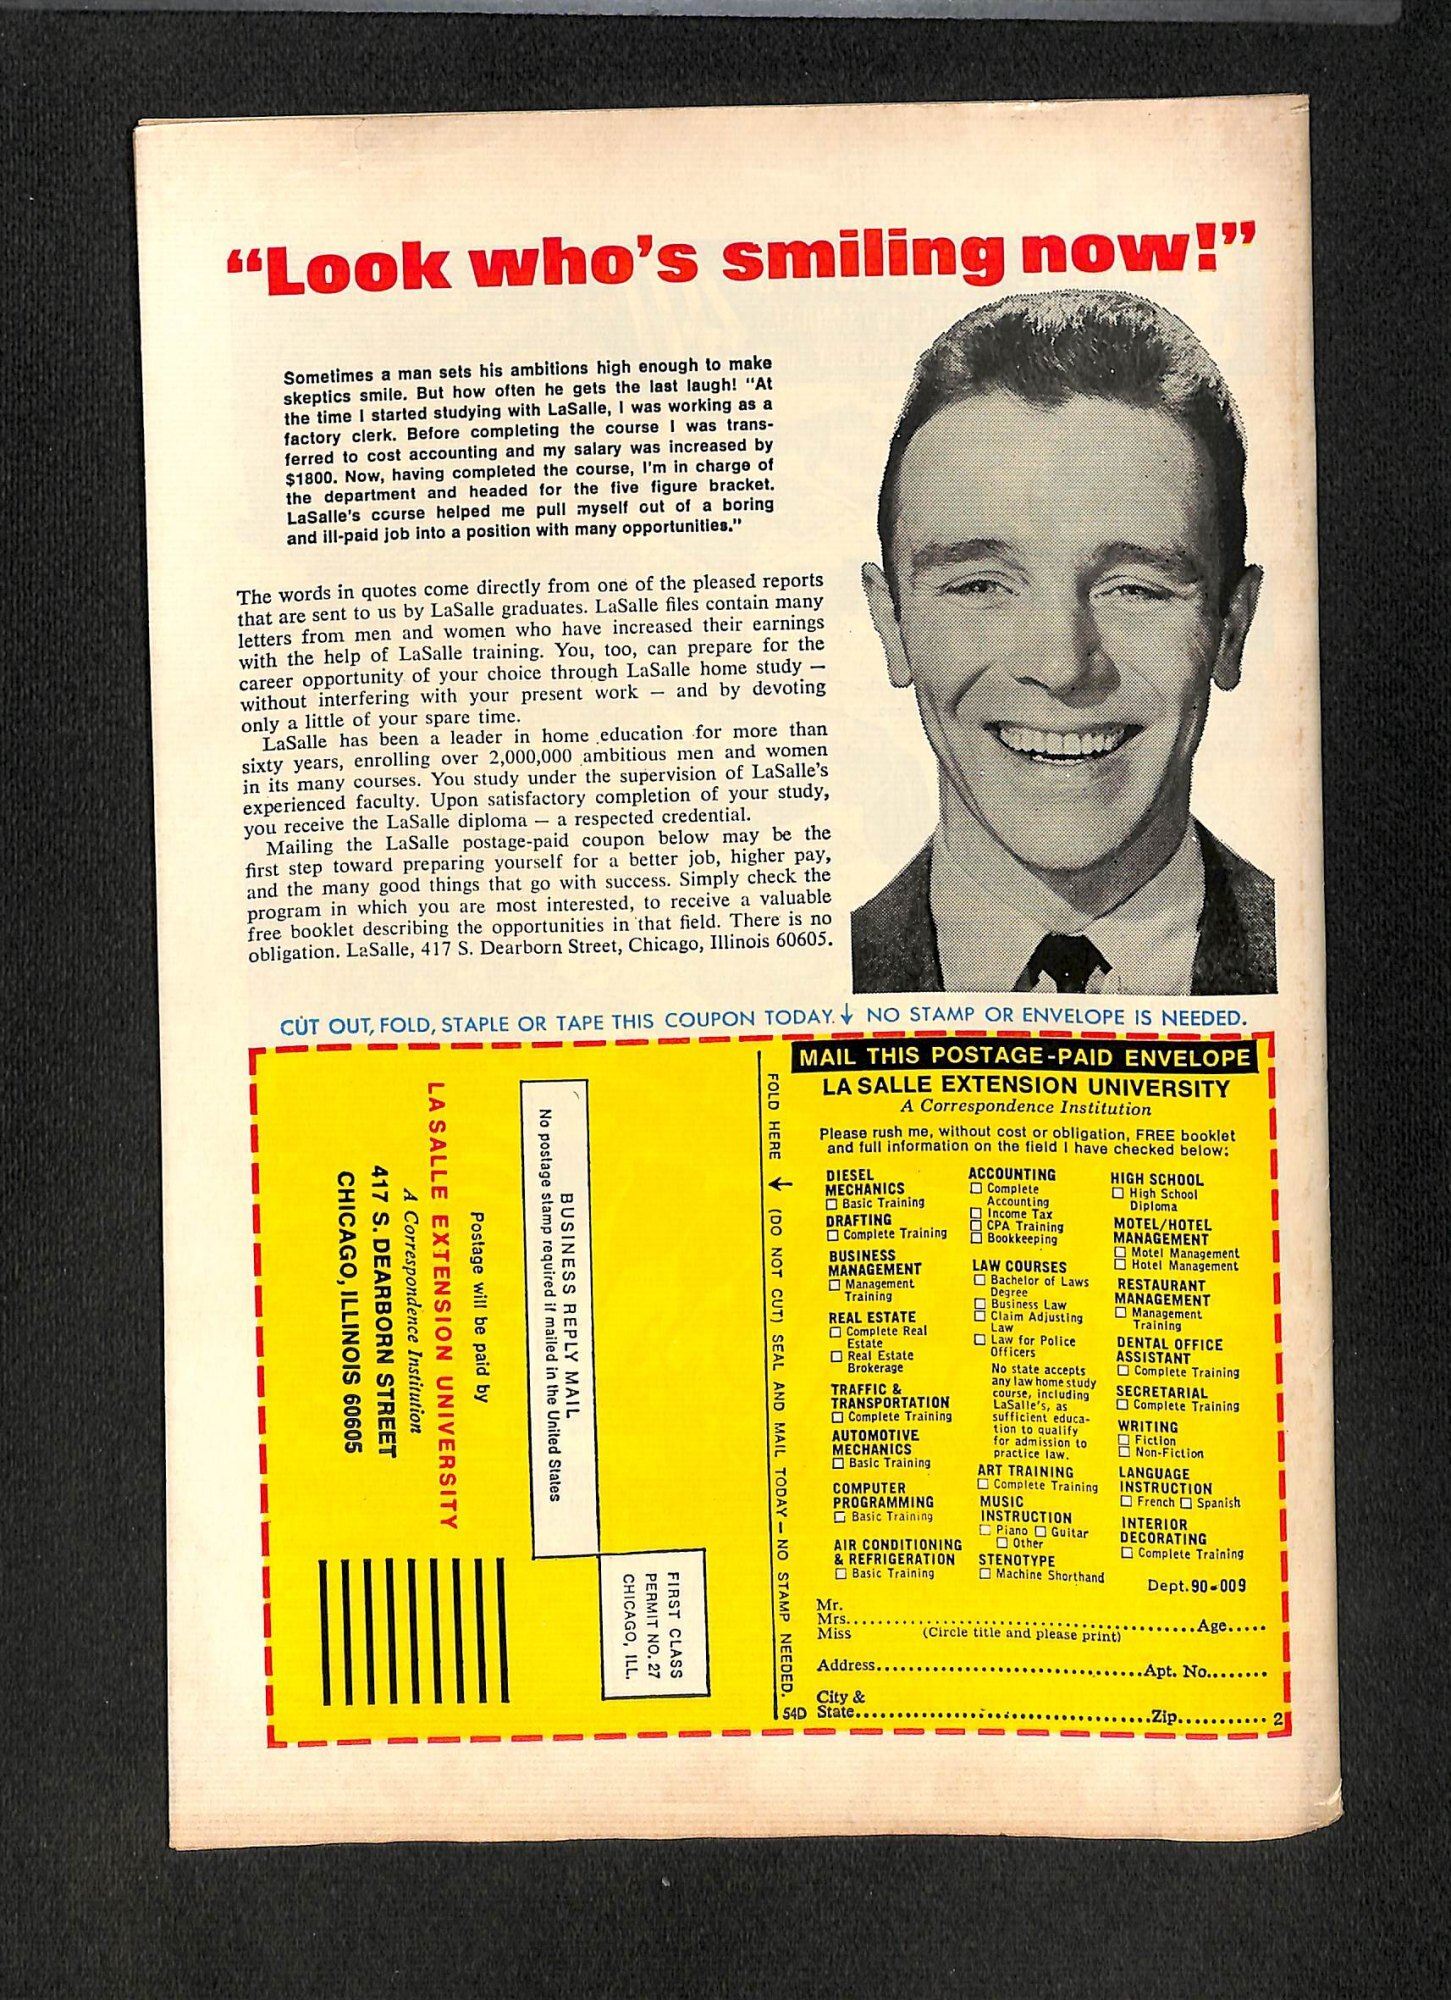 “Look who’s smiling now!”
Sometimes a man sets his ambitions high enough to make
skeptics smile. But how often he gets the last laugh! “At
the time I started studying with LaSalle, I was working as a
factory clerk. Before completing the course I was trans-
ferred to cost accounting and my salary was increased by
$1800. Now, having completed the course, I’m in charge of
the department and headed for the five figure bracket.
LaSalle’s course helped me pull myself out of a boring
and ill-paid job into a position with many opportunities.”
The words in quotes come directly from one of the pleased reports
that are sent to us by LaSalle graduates. LaSalle files contain many
letters from men and women who have increased their earnings
with the help of LaSalle training. You, too, can prepare for the
career opportunity of your choice through LaSalle home study —
without interfering with your present work — and by devoting
only a little of your spare time.
LaSalle has been a leader in home education for more than
sixty years, enrolling over 2,000,000 ambitious men and women
in its many courses. You study under the supervision of LaSalle’s
experienced faculty. Upon satisfactory completion of your study,
you receive the LaSalle diploma — a respected credential.
Mailing the LaSalle postage-paid coupon below may be the
first step toward preparing yourself for a better job, higher pay,
and the many good things that go with success. Simply check the
program in which you are most interested, to receive a valuable
free booklet describing the opportunities in that field. There is no
obligation. LaSalle, 417 S. Dearborn Street, Chicago, Illinois 60605.
CUT OUT, FOLD, STAPLE OR TAPE THIS COUPON TODAY. ↓ NO STAMP OR ENVELOPE IS NEEDED.
FIRST CLASS
PERMIT NO. 27
CHICAGO, ILL.
BUSINESS REPLY MAIL
No postage stamp required if mailed in the United States
Postage will be paid by
LA SALLE EXTENSION UNIVERSITY
A Correspondence Institution
417 S. DEARBORN STREET
CHICAGO, ILLINOIS 60605
FOLD HERE ↓ (DO NOT CUT) SEAL AND MAIL TODAY — NO STAMP NEEDED.
54D
MAIL THIS POSTAGE-PAID ENVELOPE
LA SALLE EXTENSION UNIVERSITY
A Correspondence Institution
Please rush me, without cost or obligation, FREE booklet
and full information on the field I have checked below:
DIESEL
MECHANICS
☐ Basic Training
DRAFTING
☐ Complete Training
BUSINESS
MANAGEMENT
☐ Management
Training
REAL ESTATE
☐ Complete Real
Estate
☐ Real Estate
Brokerage
TRAFFIC &
TRANSPORTATION
☐ Complete Training
AUTOMOTIVE
MECHANICS
☐ Basic Training
COMPUTER
PROGRAMMING
☐ Basic Training
AIR CONDITIONING
& REFRIGERATION
☐ Basic Training
ACCOUNTING
☐ Complete
Accounting
☐ Income Tax
☐ CPA Training
☐ Bookkeeping
LAW COURSES
☐ Bachelor of Laws
Degree
☐ Business Law
☐ Claim Adjusting
Law
☐ Law for Police
Officers
No state accepts
any law home study
course, including
LaSalle’s, as
sufficient educa-
tion to qualify
for admission to
practice law.
ART TRAINING
☐ Complete Training
MUSIC
INSTRUCTION
☐ Piano ☐ Guitar
☐ Other
STENOTYPE
☐ Machine Shorthand
HIGH SCHOOL
☐ High School
Diploma
MOTEL/HOTEL
MANAGEMENT
☐ Motel Management
☐ Hotel Management
RESTAURANT
MANAGEMENT
☐ Management
Training
DENTAL OFFICE
ASSISTANT
☐ Complete Training
SECRETARIAL
☐ Complete Training
WRITING
☐ Fiction
☐ Non-Fiction
LANGUAGE
INSTRUCTION
☐ French ☐ Spanish
INTERIOR
DECORATING
☐ Complete Training
Dept. 90-009
Mr.
Mrs. Age
Miss (Circle title and please print)
Address Apt. No.
City &
State Zip 2